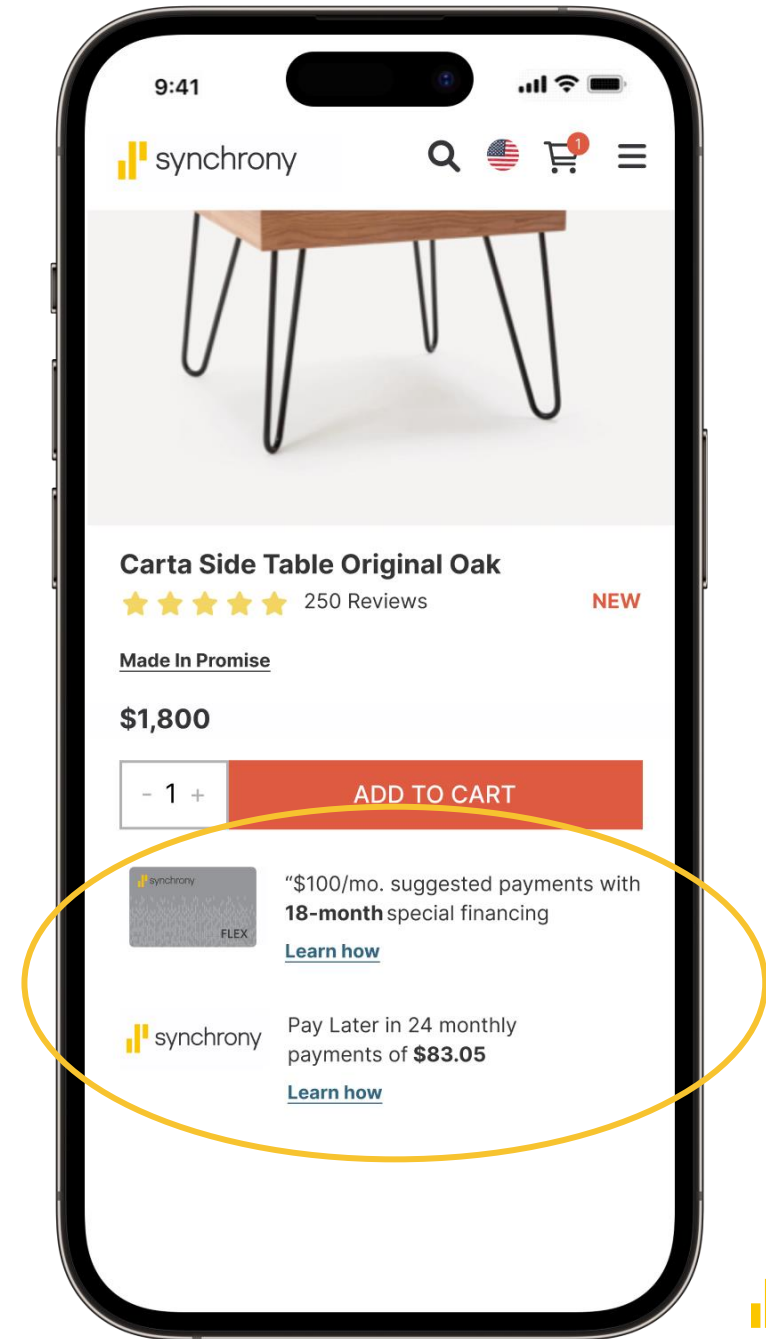 9:41
synchrony
1
Carta Side Table Original Oak
250 Reviews
NEW
Made In Promise
$1,800
- 1 +
ADD TO CART
synchrony
FLEX
“$100/mo. suggested payments with
18-month special financing
Learn how
synchrony
Pay Later in 24 monthly
payments of $83.05
Learn how